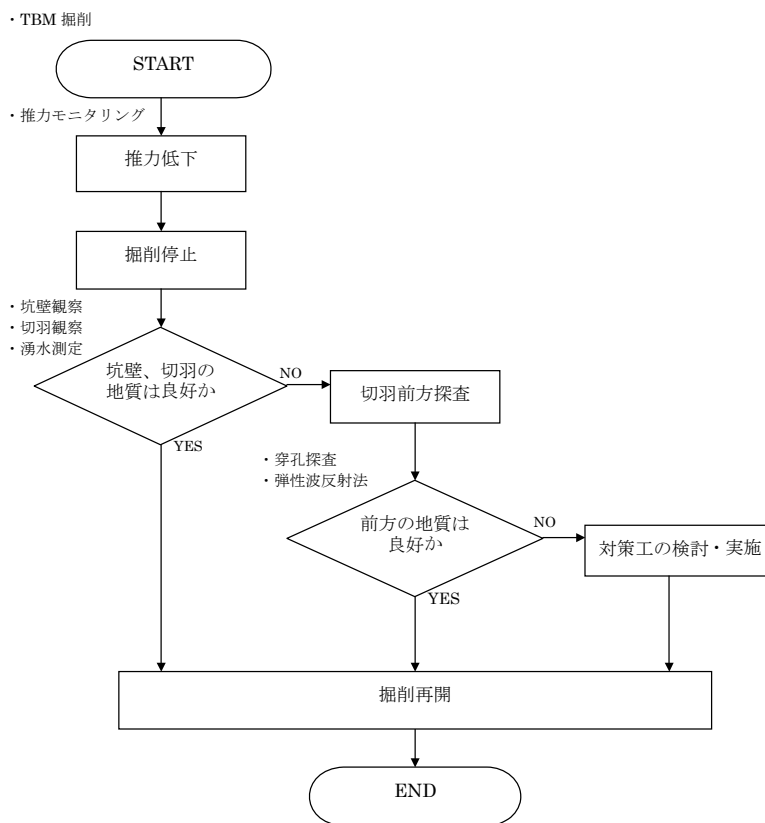 ・TBM 掘削
START
・推力モニタリング
推力低下
掘削停止
・坑壁観察
・切羽観察
・湧水測定
坑壁、切羽の
地質は良好か
NO
切羽前方探査
YES
・穿孔探査
・弾性波反射法
前方の地質は
良好か
NO
対策工の検討・実施
YES
掘削再開
END